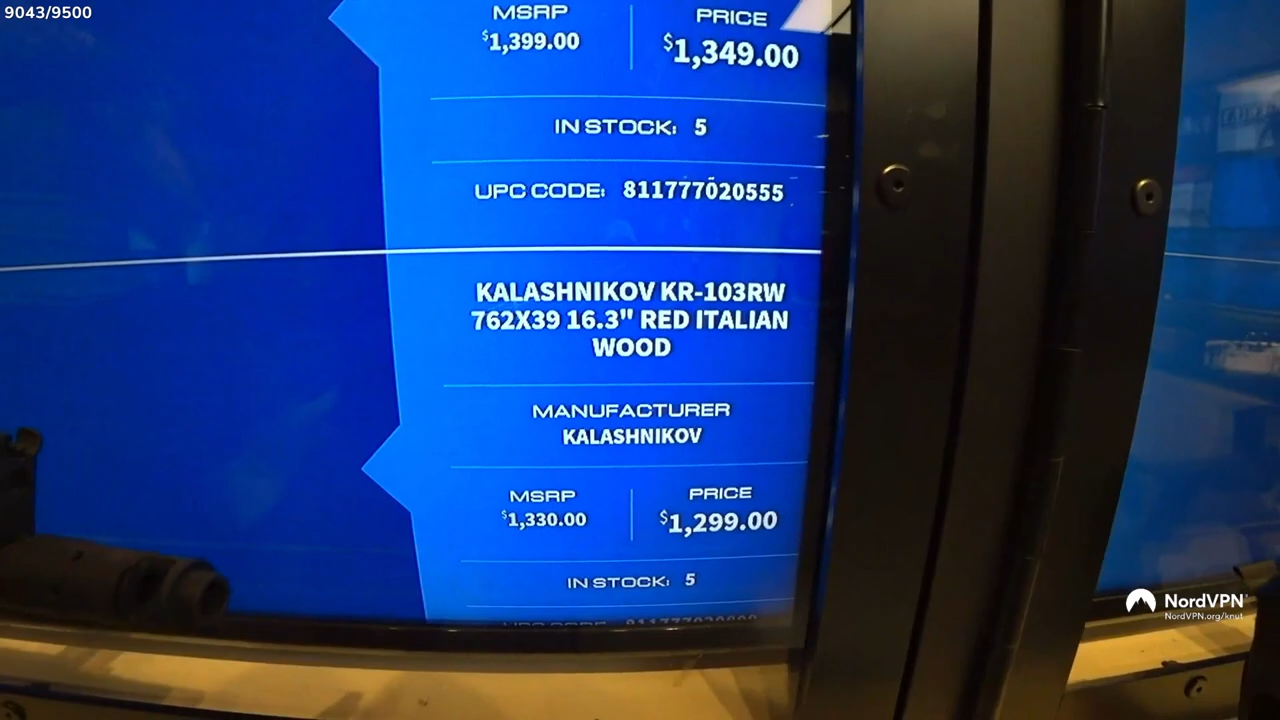 9043/9500
MSRP
$1,399.00
PRICE
$1,349.00
IN STOCK: 5
UPC CODE: 811777020555
KALASHNIKOV KR-103RW
762X39 16.3" RED ITALIAN
WOOD
MANUFACTURER
KALASHNIKOV
MSRP
$1,330.00
PRICE
$1,299.00
IN STOCK: 5
UPC CODE:
NordVPN
NordVPN.org/knut